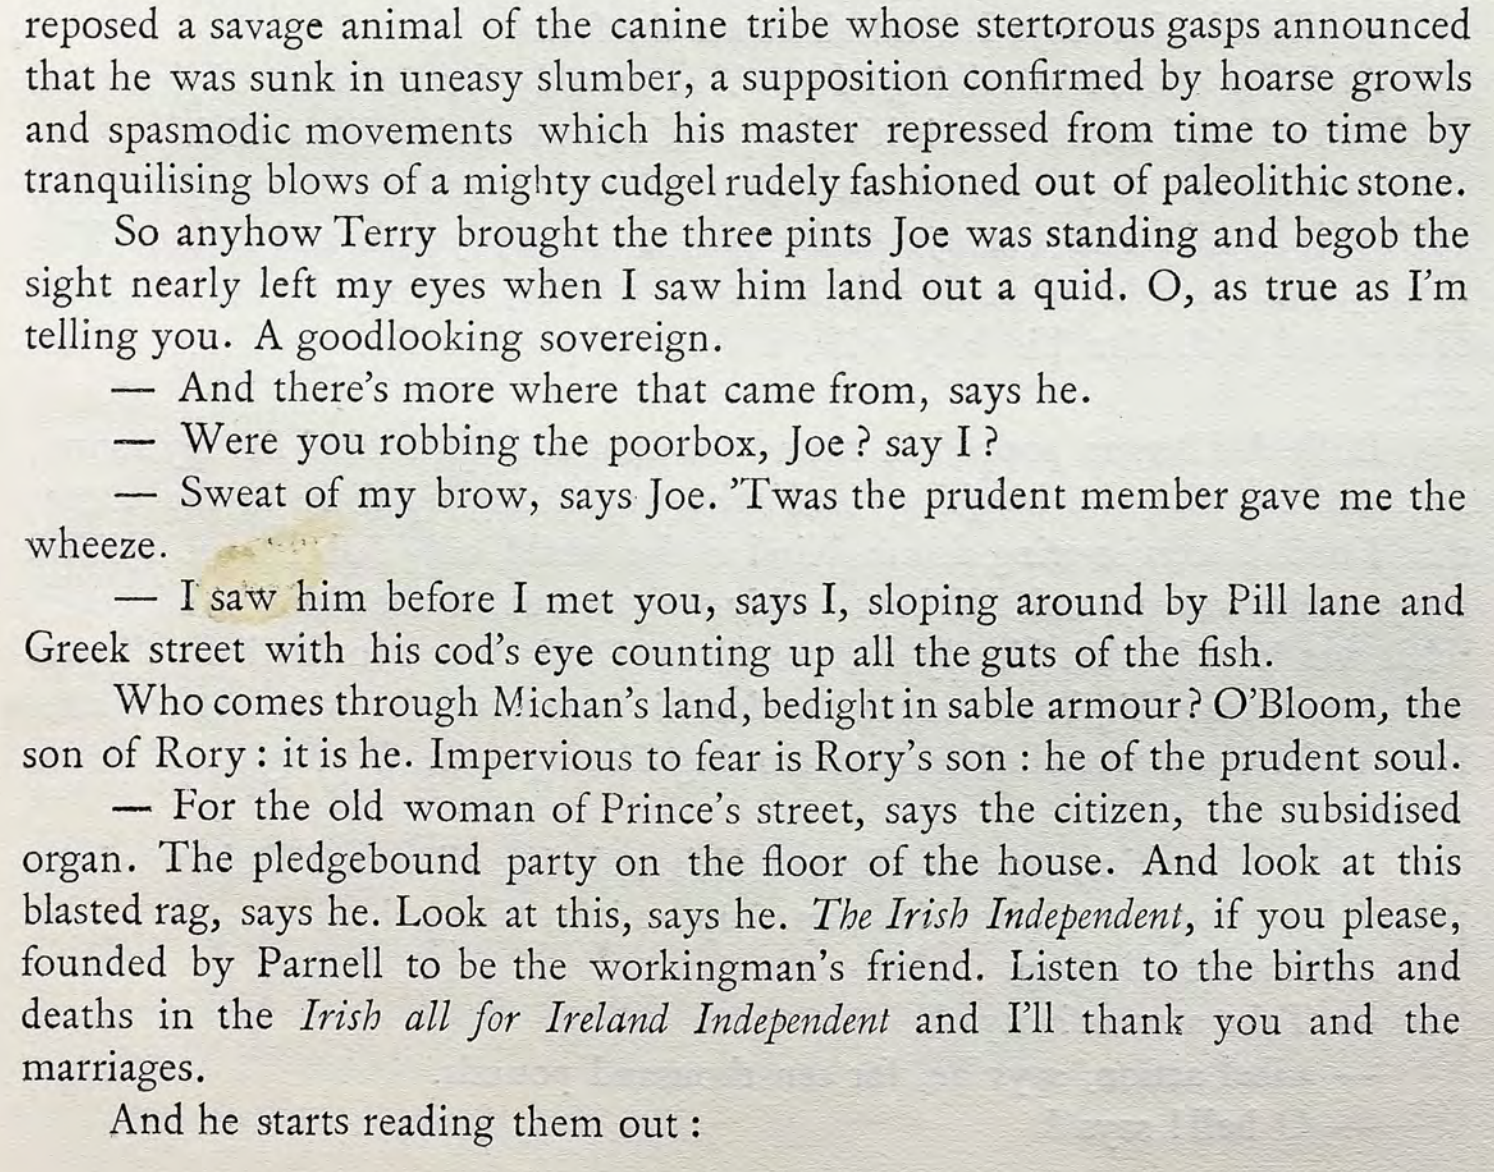 reposed a savage animal of the canine tribe whose stertorous gasps announced
that he was sunk in uneasy slumber, a supposition confirmed by hoarse growls
and spasmodic movements which his master repressed from time to time by
tranquilising blows of a mighty cudgel rudely fashioned out of paleolithic stone.
So anyhow Terry brought the three pints Joe was standing and begob the
sight nearly left my eyes when I saw him land out a quid. O, as true as I'm
telling you. A goodlooking sovereign.
— And there's more where that came from, says he.
— Were you robbing the poorbox, Joe ? say I ?
— Sweat of my brow, says Joe. 'Twas the prudent member gave me the
wheeze.
— I saw him before I met you, says I, sloping around by Pill lane and
Greek street with his cod's eye counting up all the guts of the fish.
Who comes through Michan's land, bedight in sable armour ? O'Bloom, the
son of Rory : it is he. Impervious to fear is Rory's son : he of the prudent soul.
— For the old woman of Prince's street, says the citizen, the subsidised
organ. The pledgebound party on the floor of the house. And look at this
blasted rag, says he. Look at this, says he. The Irish Independent, if you please,
founded by Parnell to be the workingman's friend. Listen to the births and
deaths in the Irish all for Ireland Independent and I'll thank you and the
marriages.
And he starts reading them out :